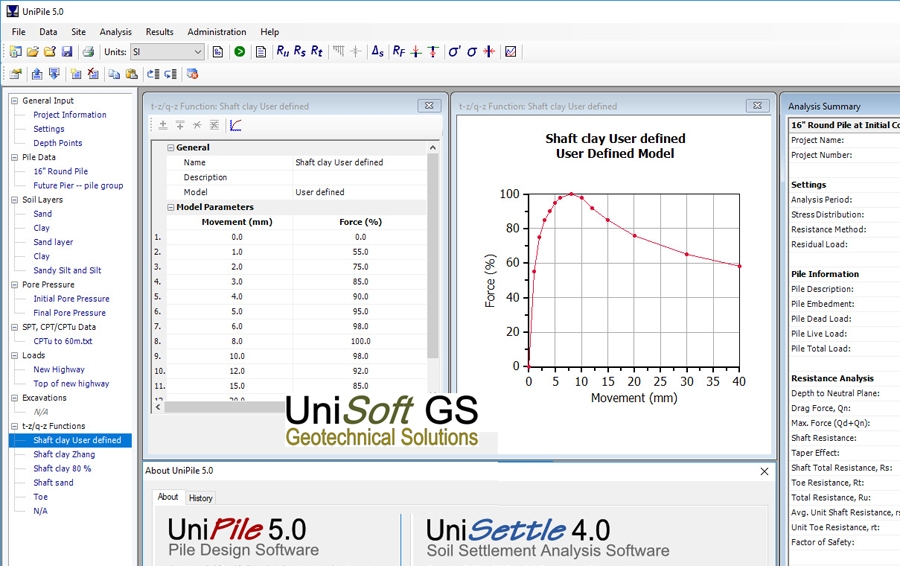 UniPile 5.0
File Data Site Analysis Results Administration Help
Units: SI Ru Rs Rt Δs RF σ' σ
General Input
Project Information
Settings
Depth Points
Pile Data
16" Round Pile
Future Pier -- pile group
Soil Layers
Sand
Clay
Sand layer
Clay
Sandy Silt and Silt
Pore Pressure
Initial Pore Pressure
Final Pore Pressure
SPT, CPT/CPTu Data
CPTu to 60m.txt
Loads
New Highway
Top of new highway
Excavations
N/A
t-z/q-z Functions
Shaft clay User defined
Shaft clay Zhang
Shaft clay 80 %
Shaft sand
Toe
N/A
t-z/q-z Function: Shaft clay User defined
General
Name Shaft clay User defined
Description
Model User defined
Model Parameters
Movement (mm) Force (%)
1. 0.0 0.0
2. 1.0 55.0
3. 2.0 75.0
4. 3.0 85.0
5. 4.0 90.0
6. 5.0 95.0
7. 6.0 98.0
8. 8.0 100.0
9. 10.0 98.0
10. 12.0 92.0
11. 15.0 85.0
UniSoft GS
Geotechnical Solutions
t-z/q-z Function: Shaft clay User defined
Shaft clay User defined
User Defined Model
Force (%)
100
80
60
40
20
0
0 5 10 15 20 25 30 35 40
Movement (mm)
About UniPile 5.0
About History
UniPile 5.0
Pile Design Software
UniSettle 4.0
Soil Settlement Analysis Software
Analysis Summary
16" Round Pile at Initial
Project Name:
Project Number:
Settings
Analysis Period:
Stress Distribution:
Resistance Method:
Residual Load:
Pile Information
Pile Description:
Pile Embedment:
Pile Dead Load:
Pile Live Load:
Pile Total Load:
Resistance Analysis
Depth to Neutral Plane:
Drag Force, Qn:
Max. Force (Qd+Qn):
Shaft Resistance:
Taper Effect:
Shaft Total Resistance, Rs:
Toe Resistance, Rt:
Total Resistance, Ru:
Avg. Unit Shaft Resistance,
Unit Toe Resistance, rt:
Factor of Safety: